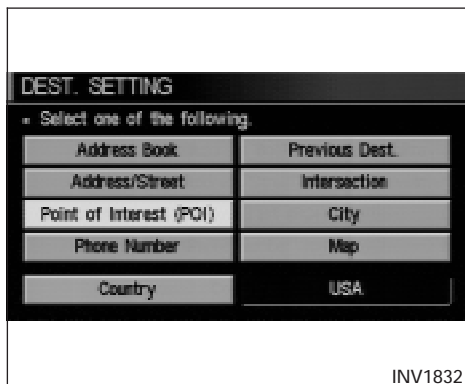 DEST. SETTING
Select one of the following.
Address Book Previous Dest.
Address/Street Intersection
Point of Interest (POI) City
Phone Number Map
Country USA
INV1832